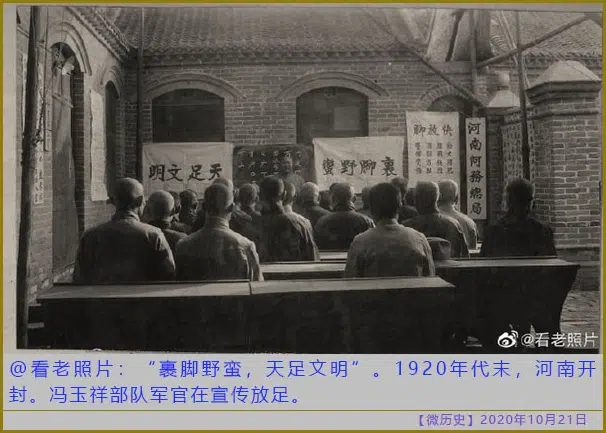 河南河務總局
快放腳
裹腳野蠻
天足文明
@看老照片
@看老照片：“裹脚野蛮，天足文明”。1920年代末，河南开
封。冯玉祥部队军官在宣传放足。
【微历史】2020年10月21日